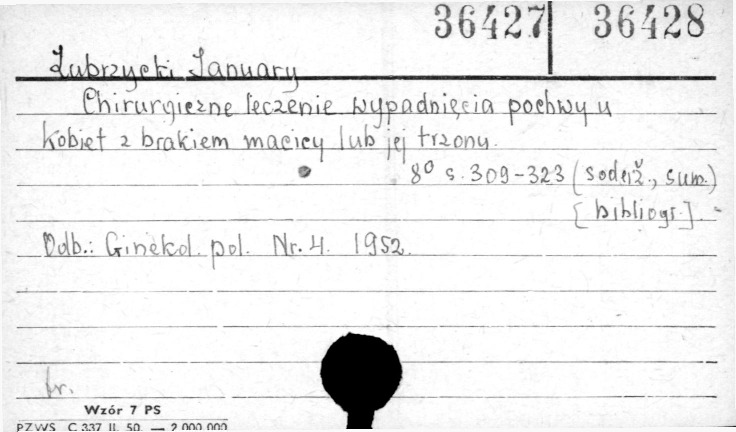 36427 36428
Zubrzycki January
Chirurgiczne leczenie wypadnięcia pochwy u
kobiet z brakiem macicy lub jej trzonu.
8° s. 309-323 (soderž., sum.)
[bibliogr.].
Odb.: Ginekol. pol. Nr. 4. 1952.
Wzór 7 PS
PZWS C 337 II. 50. — 2 000 000